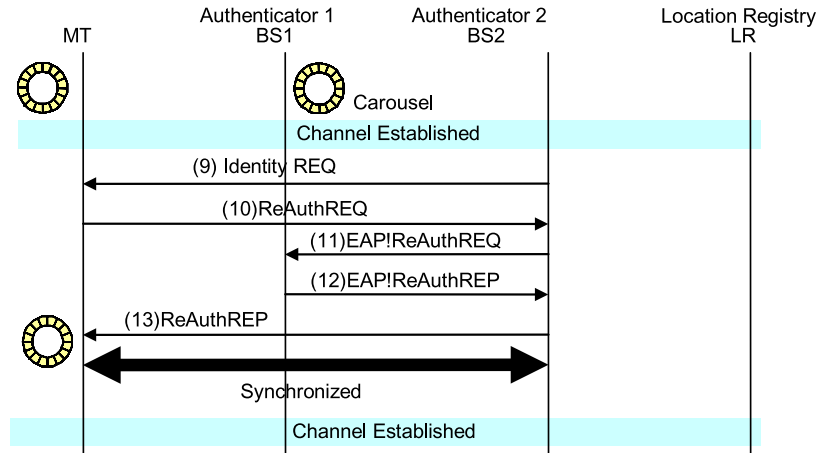 Authenticator 1
Authenticator 2
Location Registry
MT
BS1
BS2
LR
Carousel
Channel Established
(9) Identity REQ
(10)ReAuthREQ
(11)EAP!ReAuthREQ
(12)EAP!ReAuthREP
(13)ReAuthREP
Synchronized
Channel Established